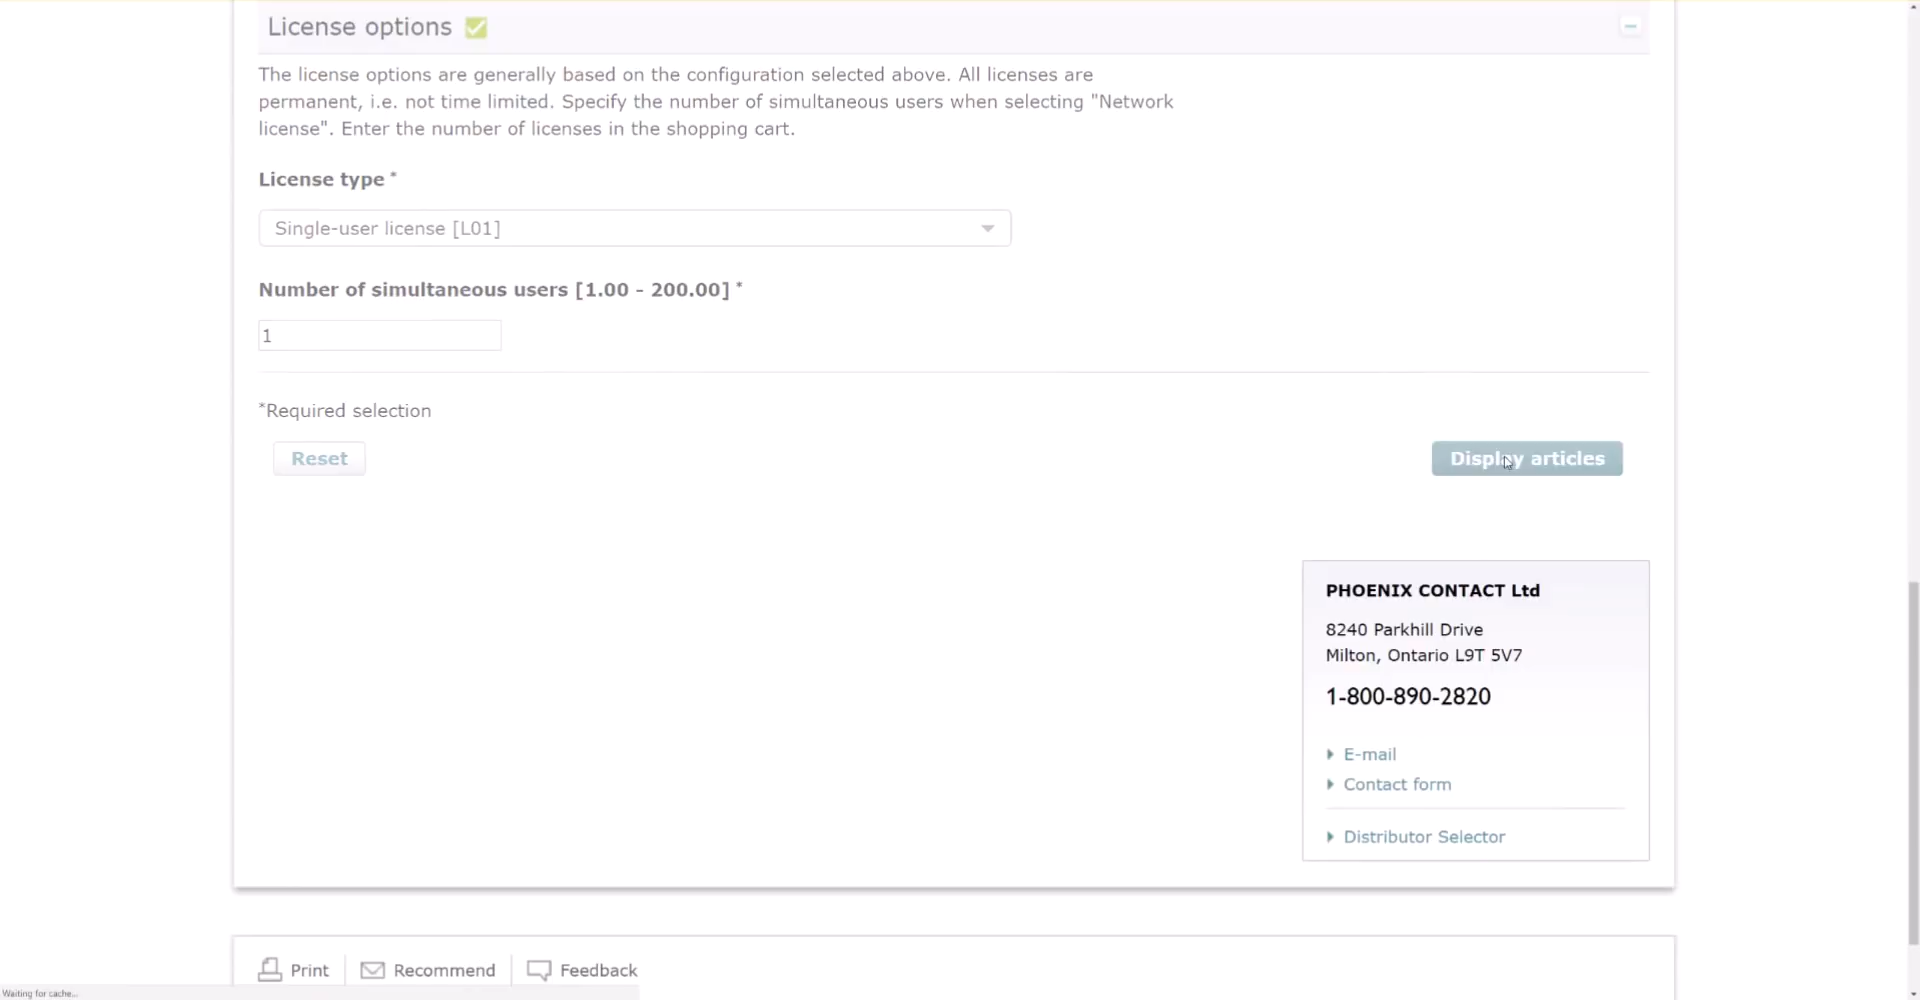 License options
The license options are generally based on the configuration selected above. All licenses are
permanent, i.e. not time limited. Specify the number of simultaneous users when selecting "Network
license". Enter the number of licenses in the shopping cart.
License type *
Single-user license [L01]
Number of simultaneous users [1.00 - 200.00] *
1
*Required selection
Reset
Display articles
PHOENIX CONTACT Ltd
8240 Parkhill Drive
Milton, Ontario L9T 5V7
1-800-890-2820
E-mail
Contact form
Distributor Selector
Print
Recommend
Feedback
Waiting for cache...